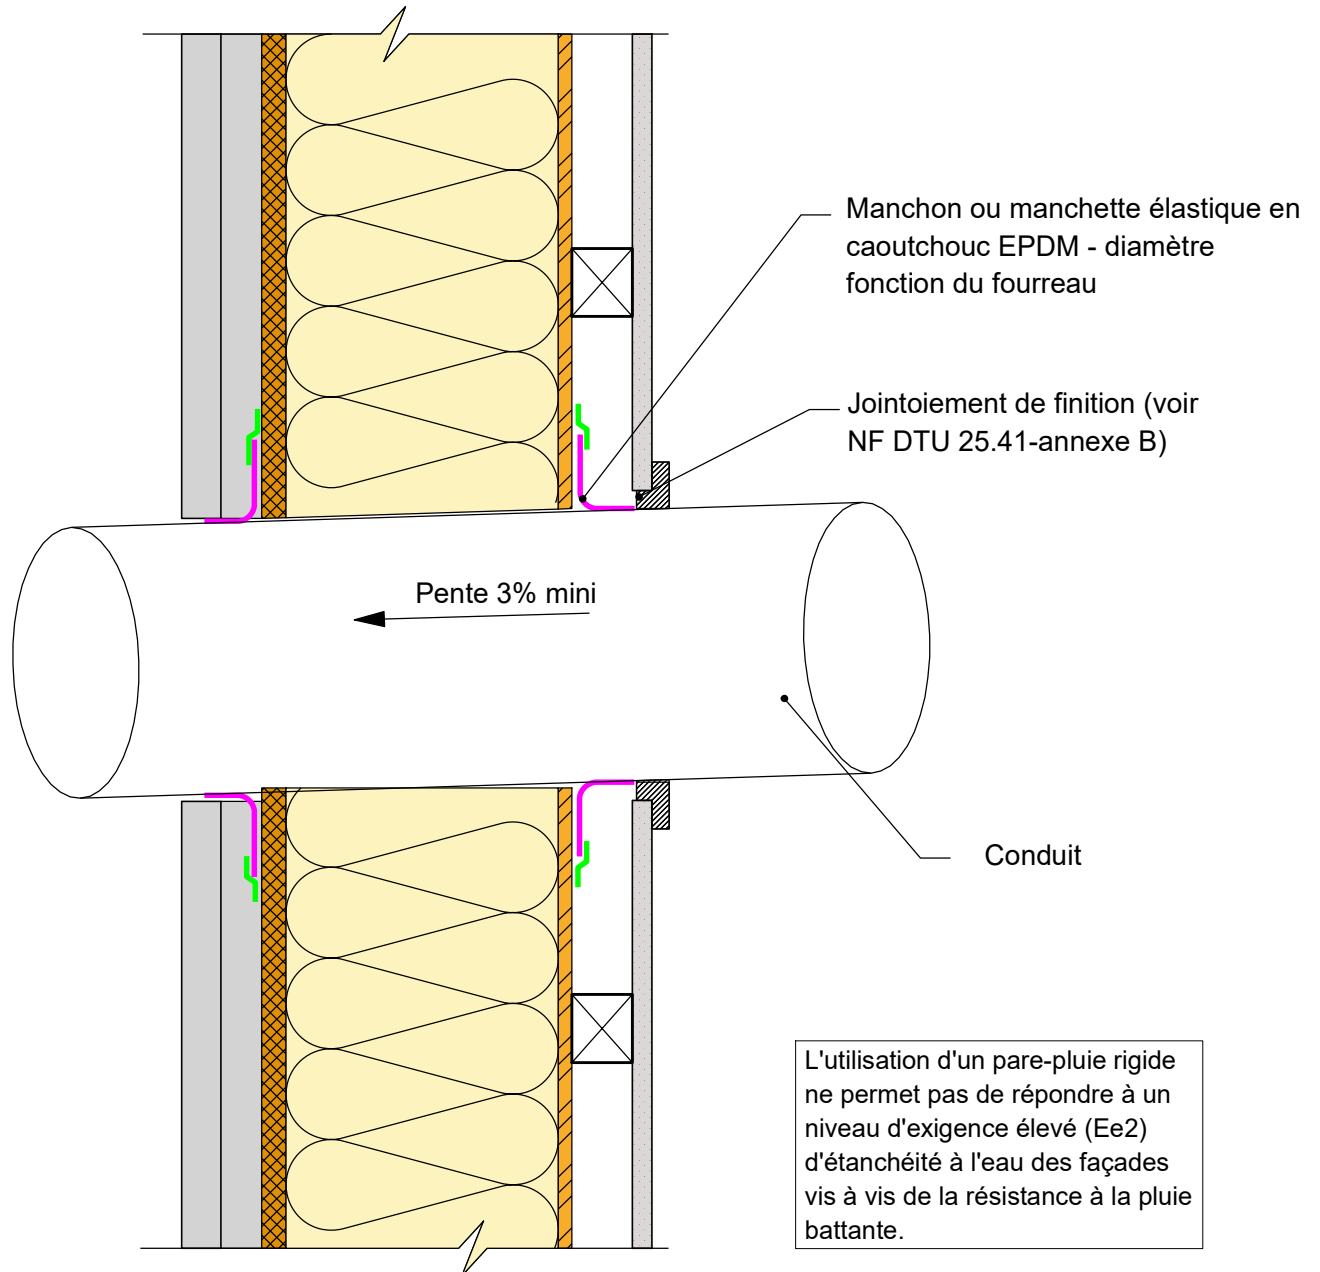 Manchon ou manchette élastique en
caoutchouc EPDM - diamètre
fonction du fourreau
Jointoiement de finition (voir
NF DTU 25.41-annexe B)
Pente 3% mini
Conduit
L'utilisation d'un pare-pluie rigide
ne permet pas de répondre à un
niveau d'exigence élevé (Ee2)
d'étanchéité à l'eau des façades
vis à vis de la résistance à la pluie
battante.